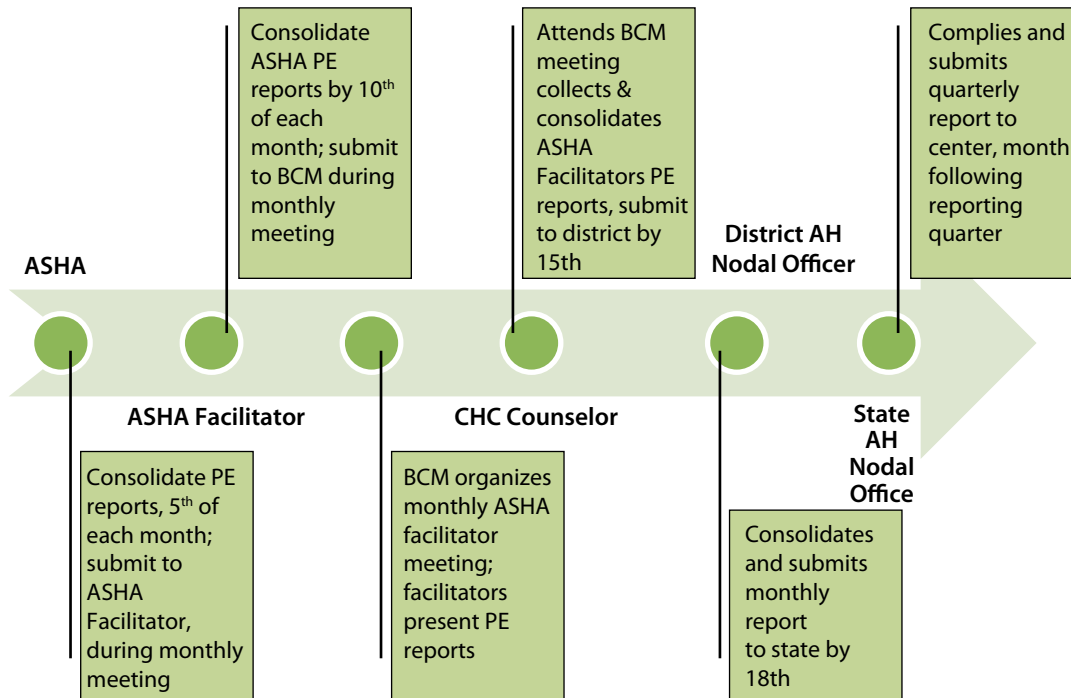 Consolidate
ASHA PE
reports by 10th
of each
month; submit
to BCM during
monthly
meeting
Attends BCM
meeting
collects &
consolidates
ASHA
Facilitators PE
reports, submit
to district by
15th
Complies and
submits
quarterly
report to
center, month
following
reporting
quarter
ASHA
District AH
Nodal Officer
ASHA Facilitator
CHC Counselor
State
AH
Nodal
Office
Consolidate PE
reports, 5th of
each month;
submit to
ASHA
Facilitator,
during monthly
meeting
BCM organizes
monthly ASHA
facilitator
meeting;
facilitators
present PE
reports
Consolidates
and submits
monthly
report
to state by
18th